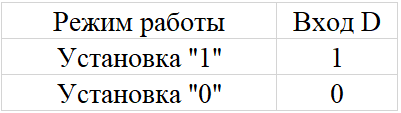 Режим работы Вход D
Установка "1" 1
Установка "0" 0